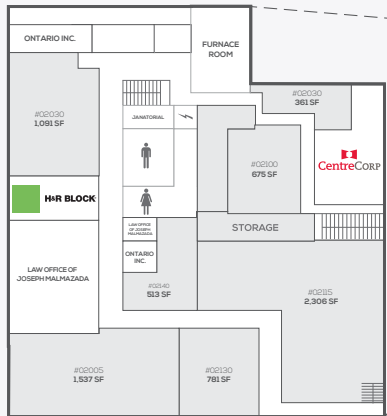 ONTARIO INC.
FURNACE
ROOM
#02030
1,091 SF
#02030
361 SF
JANATORIAL
#02100
675 SF
CENTRECORP
H&R BLOCK
LAW OFFICE
OF JOSEPH
MALMAZADA
STORAGE
ONTARIO
INC.
LAW OFFICE OF
JOSEPH MALMAZADA
#02140
513 SF
#02115
2,306 SF
#02005
1,537 SF
#02130
781 SF